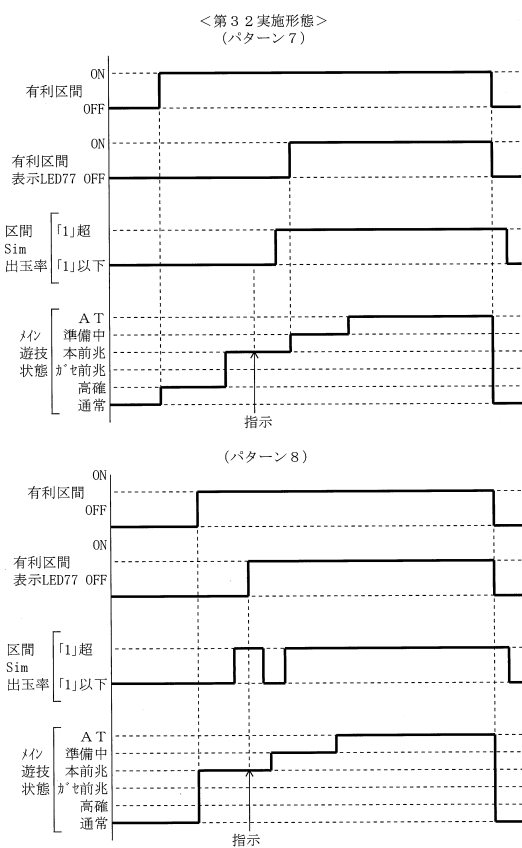 ＜第３２実施形態＞
（パターン７）
ON
有利区間
OFF
ON
有利区間
表示LED77 OFF
区間 「1」超
Sim
出玉率 「1」以下
ＡＴ
ﾒｲﾝ 準備中
遊技 本前兆
状態 ｶﾞｾ前兆
高確
通常
指示
（パターン８）
ON
有利区間
OFF
ON
有利区間
表示LED77 OFF
区間 「1」超
Sim
出玉率 「1」以下
ＡＴ
ﾒｲﾝ 準備中
遊技 本前兆
状態 ｶﾞｾ前兆
高確
通常
指示